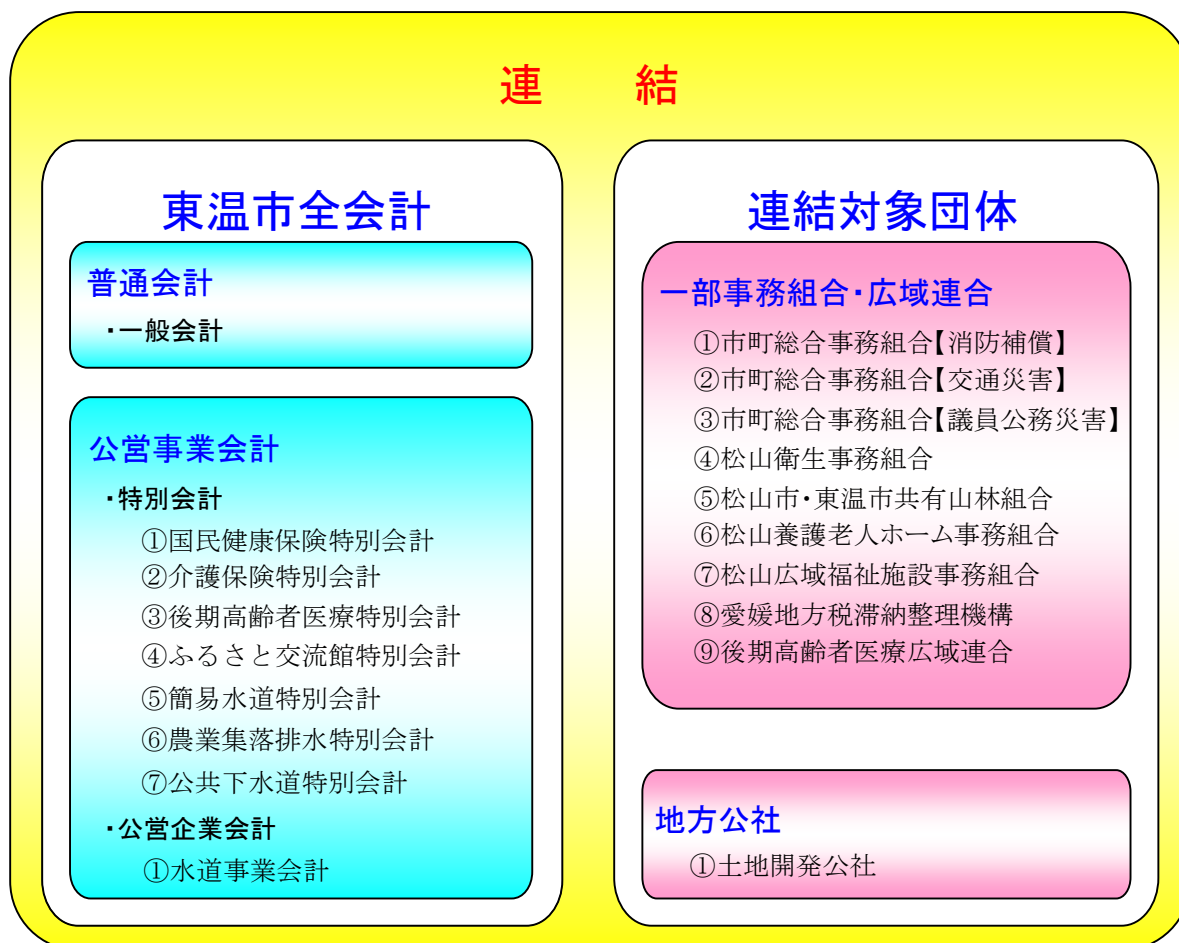 連 結
東温市全会計
普通会計
・一般会計
公営事業会計
・特別会計
①国民健康保険特別会計
②介護保険特別会計
③後期高齢者医療特別会計
④ふるさと交流館特別会計
⑤簡易水道特別会計
⑥農業集落排水特別会計
⑦公共下水道特別会計
・公営企業会計
①水道事業会計
連結対象団体
一部事務組合・広域連合
①市町総合事務組合【消防補償】
②市町総合事務組合【交通災害】
③市町総合事務組合【議員公務災害】
④松山衛生事務組合
⑤松山市・東温市共有山林組合
⑥松山養護老人ホーム事務組合
⑦松山広域福祉施設事務組合
⑧愛媛地方税滞納整理機構
⑨後期高齢者医療広域連合
地方公社
①土地開発公社